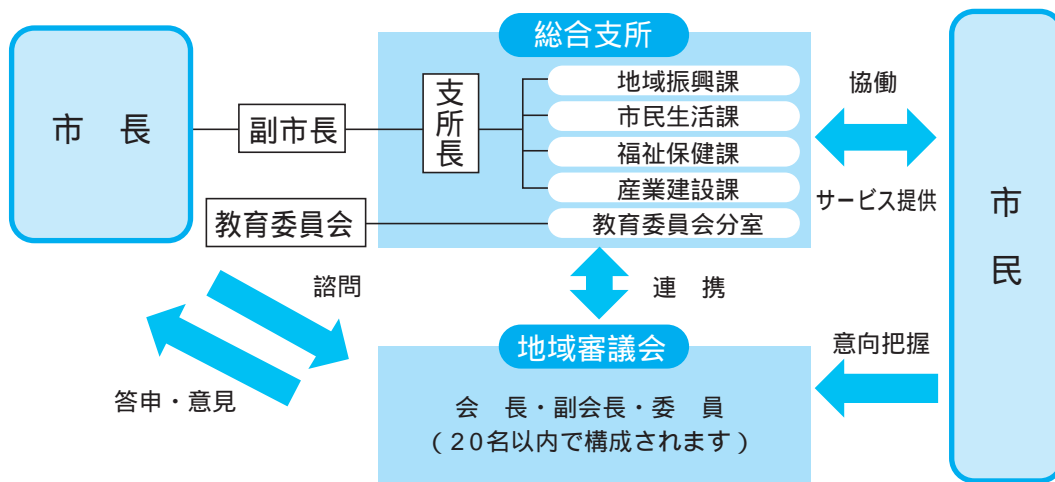 総合支所
市　長
副市長
支所長
地域振興課
市民生活課
福祉保健課
産業建設課
教育委員会
教育委員会分室
協働
サービス提供
市民
諮問
答申・意見
連　携
意向把握
地域審議会
会　長・副会長・委　員
(20名以内で構成されます)